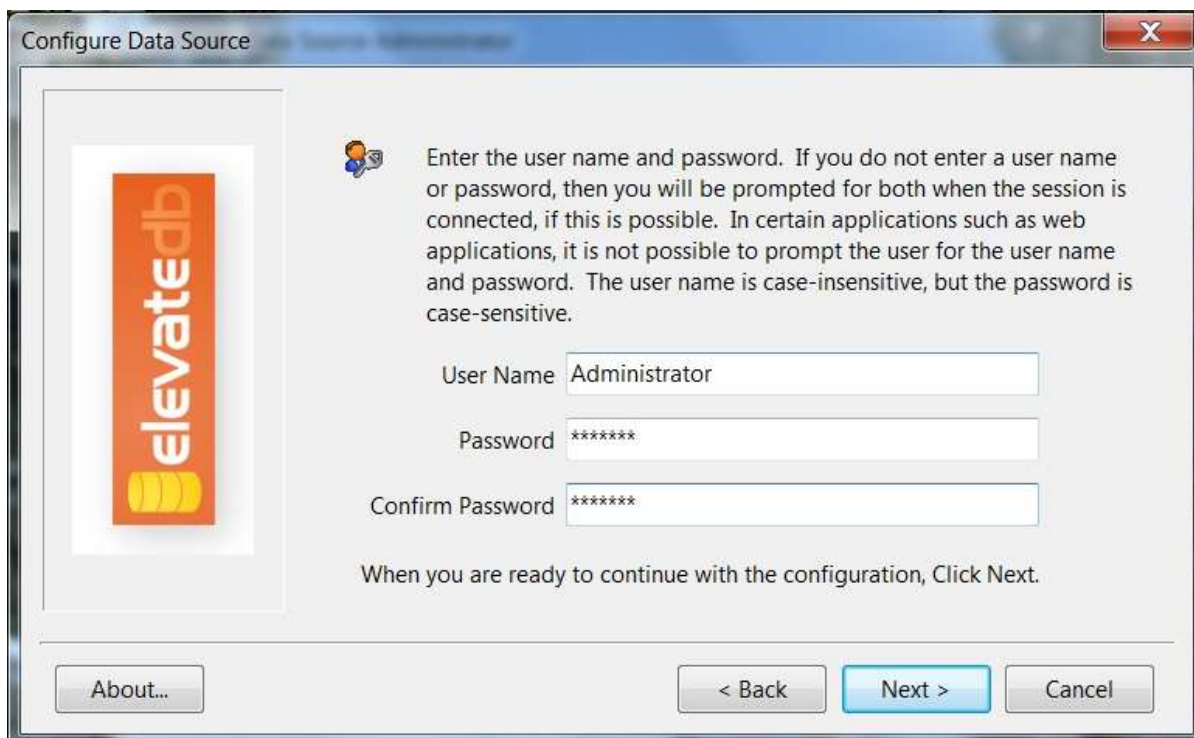 Configure Data Source
X
elevatedb
Enter the user name and password.  If you do not enter a user name
or password, then you will be prompted for both when the session is
connected, if this is possible.  In certain applications such as web
applications, it is not possible to prompt the user for the user name
and password.  The user name is case-insensitive, but the password is
case-sensitive.
User Name Administrator
Password *******
Confirm Password *******
When you are ready to continue with the configuration, Click Next.
About... < Back Next > Cancel